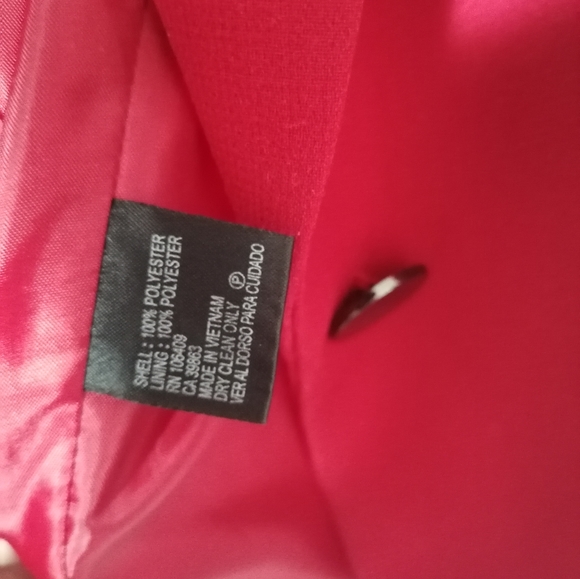 SHELL : 100% POLYESTER
LINING : 100% POLYESTER
RN 106409
CA 39863
MADE IN VIETNAM
DRY CLEAN ONLY Ⓟ
VER AL DORSO PARA CUIDADO